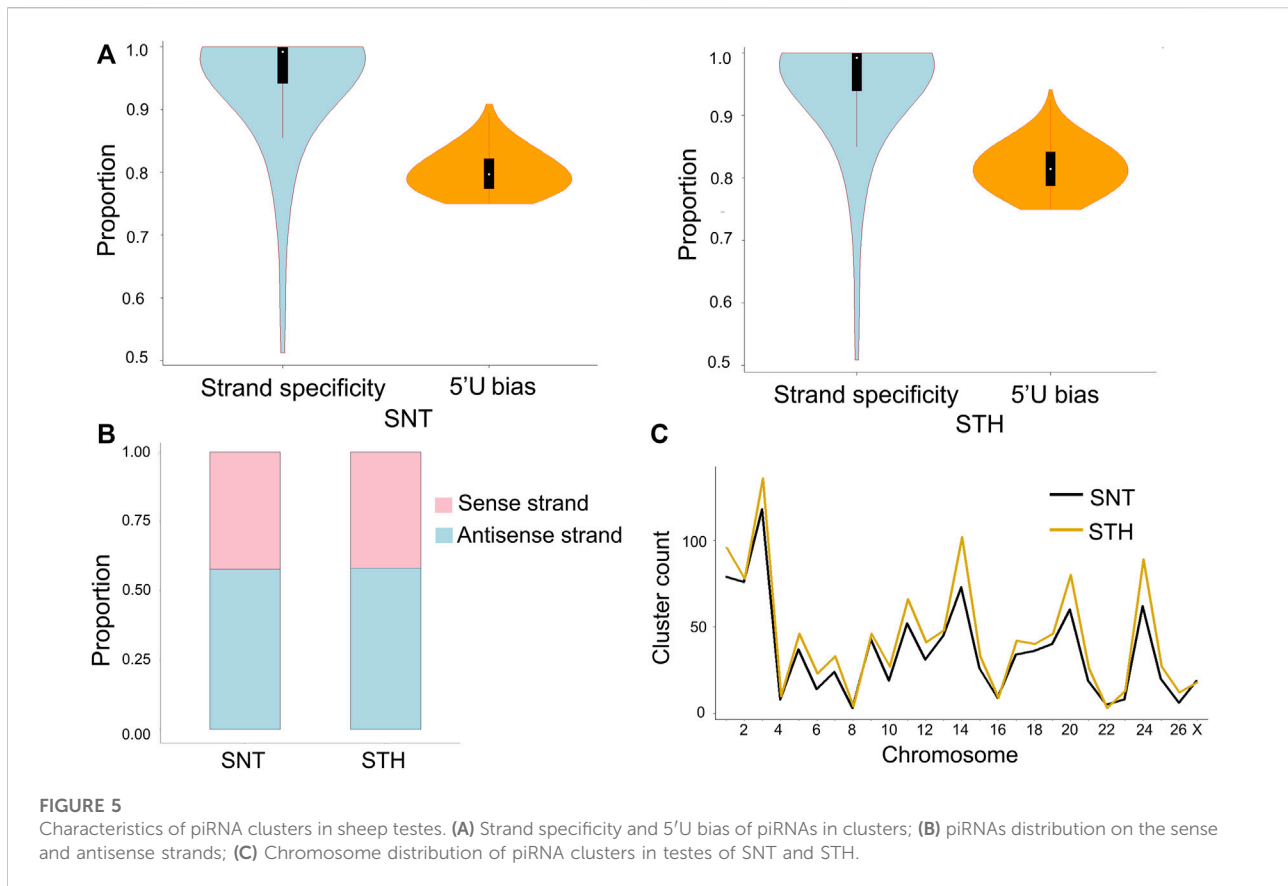 A
1.0
0.9
0.8
0.7
0.6
0.5
Proportion
Strand specificity 5'U bias
SNT
1.0
0.9
0.8
0.7
0.6
0.5
Proportion
Strand specificity 5'U bias
STH
B
1.00
0.75
0.50
0.25
0.00
Proportion
SNT STH
Sense strand
Antisense strand
C
100
50
0
Cluster count
SNT
STH
2 4 6 8 10 12 14 16 18 20 22 24 26 X
Chromosome
FIGURE 5
Characteristics of piRNA clusters in sheep testes. (A) Strand specificity and 5′U bias of piRNAs in clusters; (B) piRNAs distribution on the sense
and antisense strands; (C) Chromosome distribution of piRNA clusters in testes of SNT and STH.